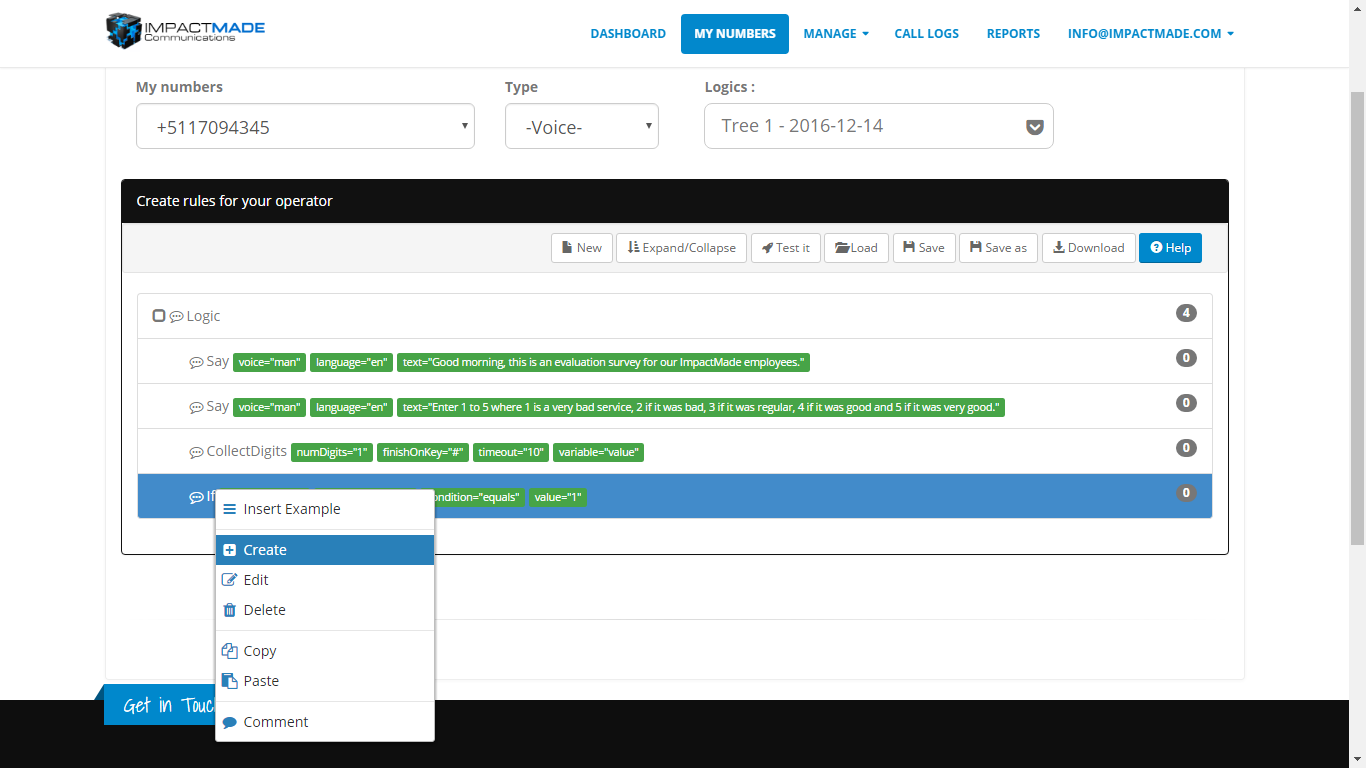 IMPACTMADE
Communications
DASHBOARD
MY NUMBERS
MANAGE
CALL LOGS
REPORTS
INFO@IMPACTMADE.COM
My numbers
Type
Logics :
+5117094345
-Voice-
Tree 1 - 2016-12-14
Create rules for your operator
New
Expand/Collapse
Test it
Load
Save
Save as
Download
Help
Logic
4
Say voice="man" language="en" text="Good morning, this is an evaluation survey for our ImpactMade employees."
0
Say voice="man" language="en" text="Enter 1 to 5 where 1 is a very bad service, 2 if it was bad, 3 if it was regular, 4 if it was good and 5 if it was very good."
0
CollectDigits numDigits="1" finishOnKey="#" timeout="10" variable="value"
0
If ondition="equals" value="1"
0
Insert Example
Create
Edit
Delete
Copy
Paste
Comment
Get in Touc